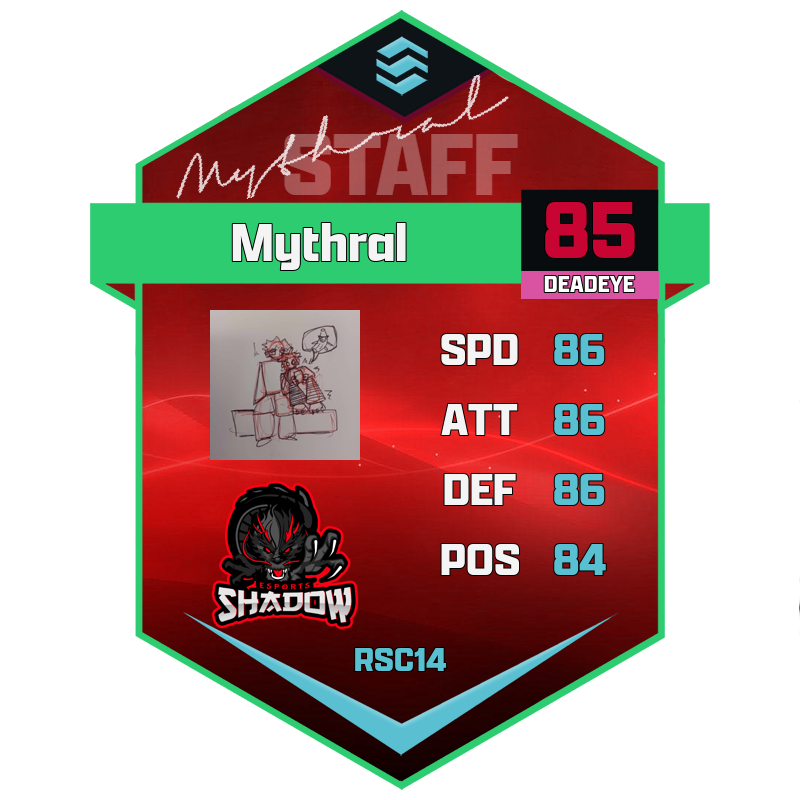 Mythral
STAFF
Mythral
85
DEADEYE
SPD 86
ATT 86
DEF 86
POS 84
ESPORTS
SHADOW
RSC14